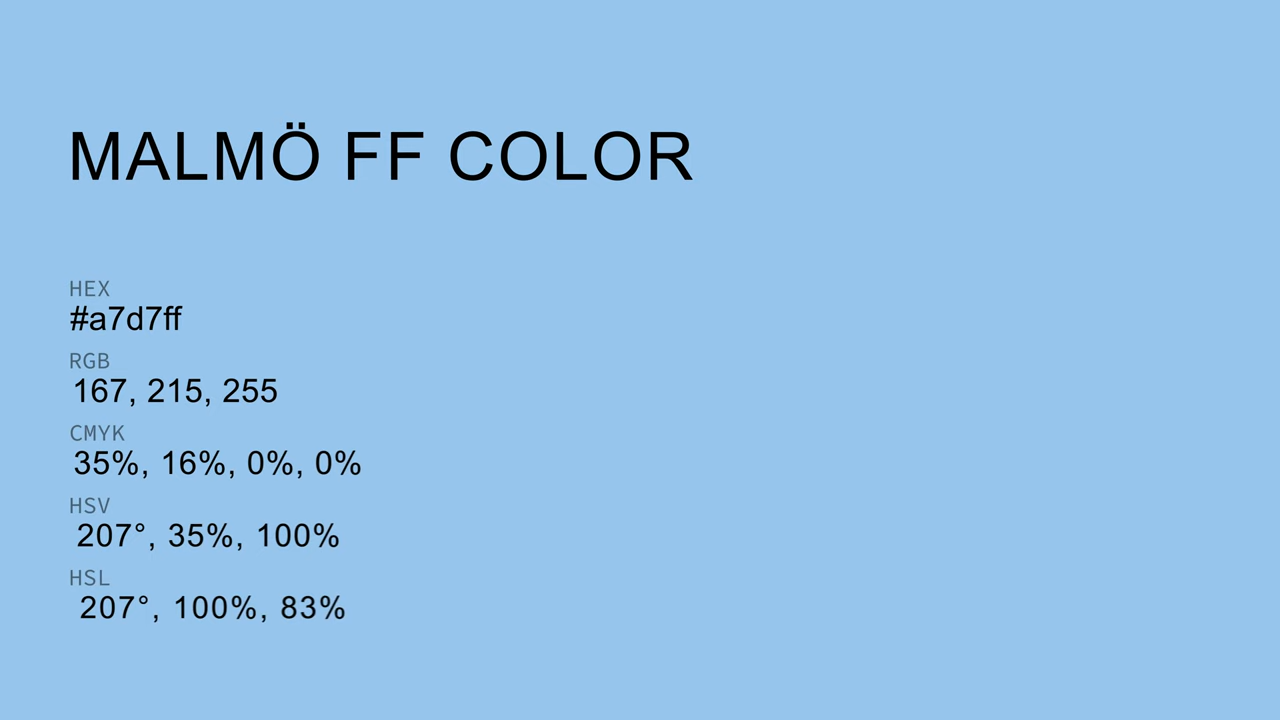 MALMÖ FF COLOR
HEX
#a7d7ff
RGB
167, 215, 255
CMYK
35%, 16%, 0%, 0%
HSV
207°, 35%, 100%
HSL
207°, 100%, 83%